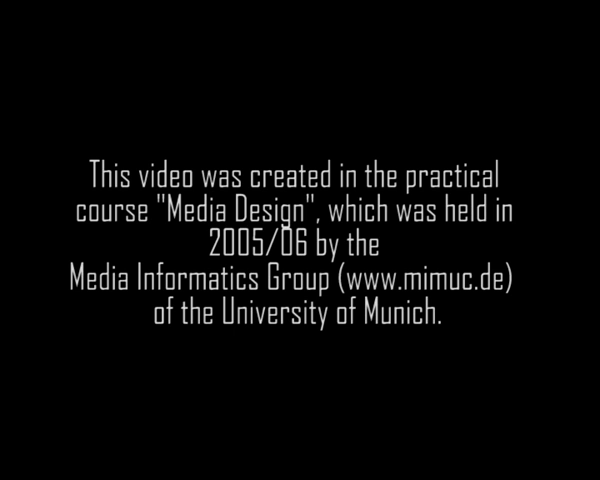 This video was created in the practical
course "Media Design", which was held in
2005/06 by the
Media Informatics Group (www.mimuc.de)
of the University of Munich.